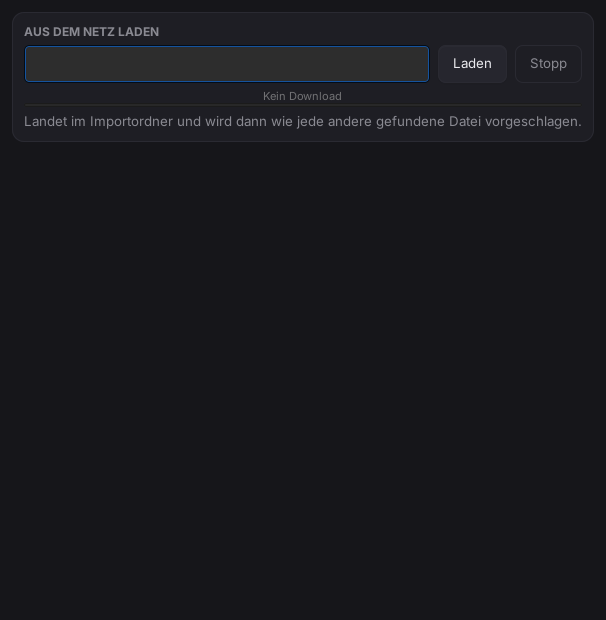 AUS DEM NETZ LADEN
Laden
Stopp
Kein Download
Landet im Importordner und wird dann wie jede andere gefundene Datei vorgeschlagen.